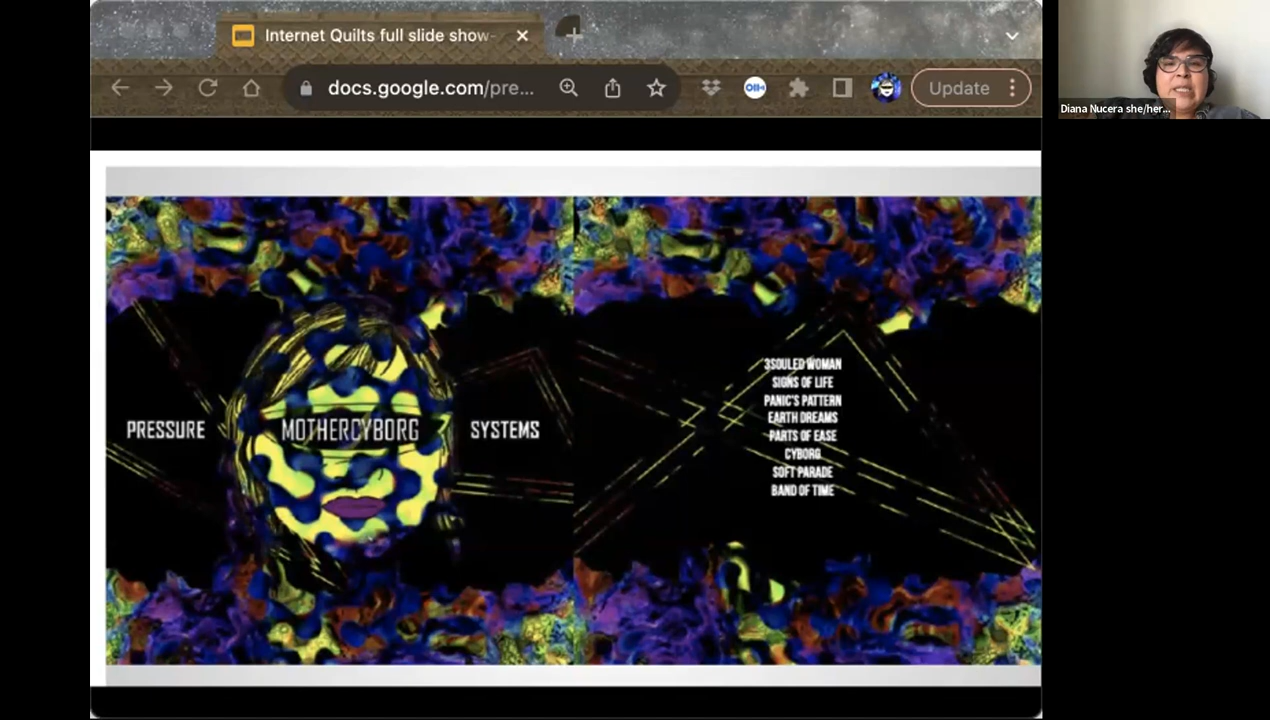 Internet Quilts full slide show-
docs.google.com/pre...
Update
Diana Nucera she/her...
PRESSURE
MOTHERCYBORG
SYSTEMS
3SOULED WOMAN
SIGNS OF LIFE
PANIC'S PATTERN
EARTH DREAMS
PARTS OF EASE
CYBORG
SOFT PARADE
BAND OF TIME